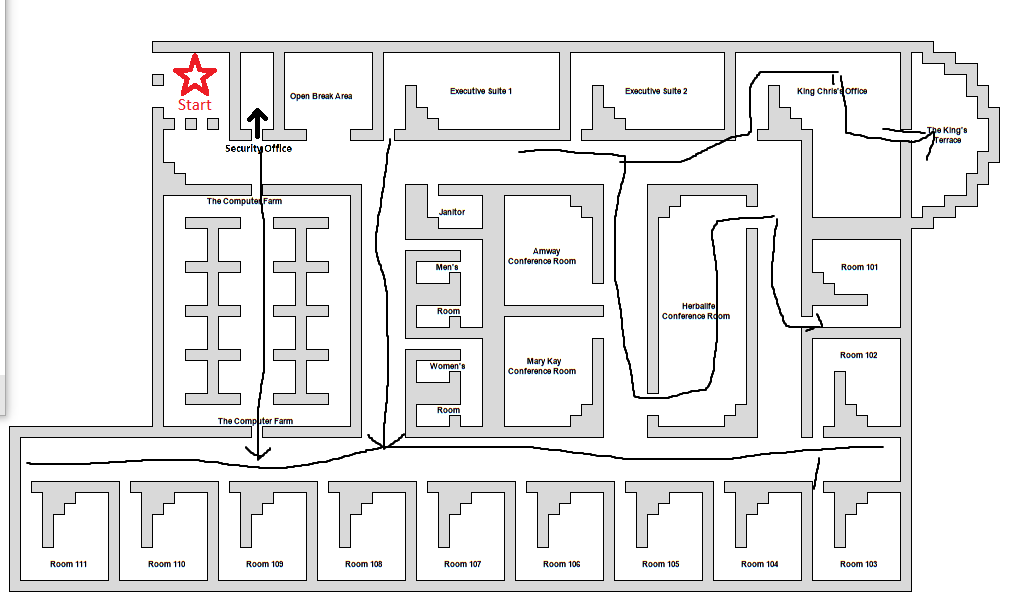 Start
Open Break Area
Executive Suite 1
Executive Suite 2
King Chris's Office
The King's
Terrace
Security Office
The Computer Farm
Janitor
Men's
Room
Amway
Conference Room
Herbalife
Conference Room
Room 101
Women's
Room
Mary Kay
Conference Room
Room 102
The Computer Farm
Room 111
Room 110
Room 109
Room 108
Room 107
Room 106
Room 105
Room 104
Room 103